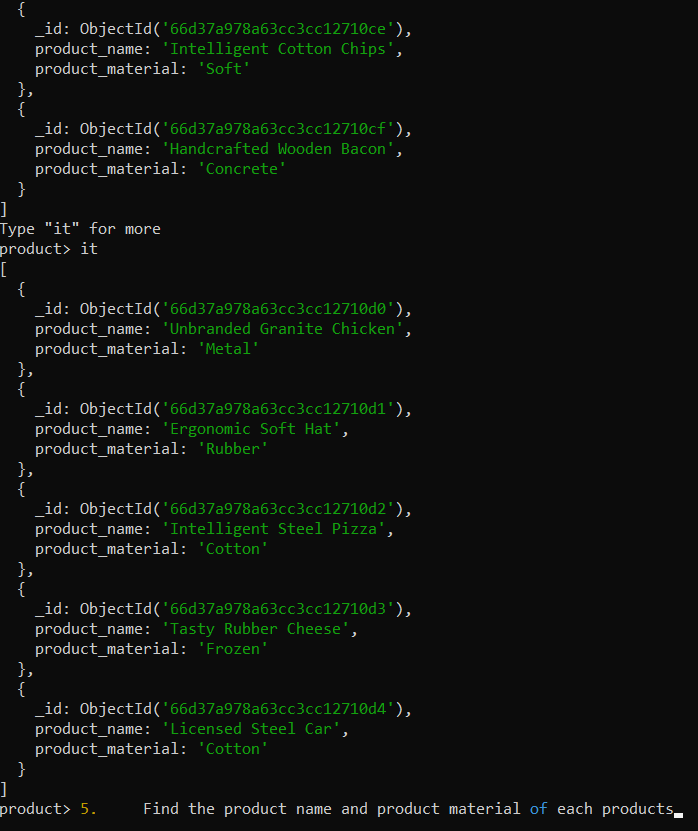 {
_id: ObjectId('66d37a978a63cc3cc12710ce'),
product_name: 'Intelligent Cotton Chips',
product_material: 'Soft'
},
{
_id: ObjectId('66d37a978a63cc3cc12710cf'),
product_name: 'Handcrafted Wooden Bacon',
product_material: 'Concrete'
}
]
Type "it" for more
product> it
[
{
_id: ObjectId('66d37a978a63cc3cc12710d0'),
product_name: 'Unbranded Granite Chicken',
product_material: 'Metal'
},
{
_id: ObjectId('66d37a978a63cc3cc12710d1'),
product_name: 'Ergonomic Soft Hat',
product_material: 'Rubber'
},
{
_id: ObjectId('66d37a978a63cc3cc12710d2'),
product_name: 'Intelligent Steel Pizza',
product_material: 'Cotton'
},
{
_id: ObjectId('66d37a978a63cc3cc12710d3'),
product_name: 'Tasty Rubber Cheese',
product_material: 'Frozen'
},
{
_id: ObjectId('66d37a978a63cc3cc12710d4'),
product_name: 'Licensed Steel Car',
product_material: 'Cotton'
}
]
product> 5. Find the product name and product material of each products